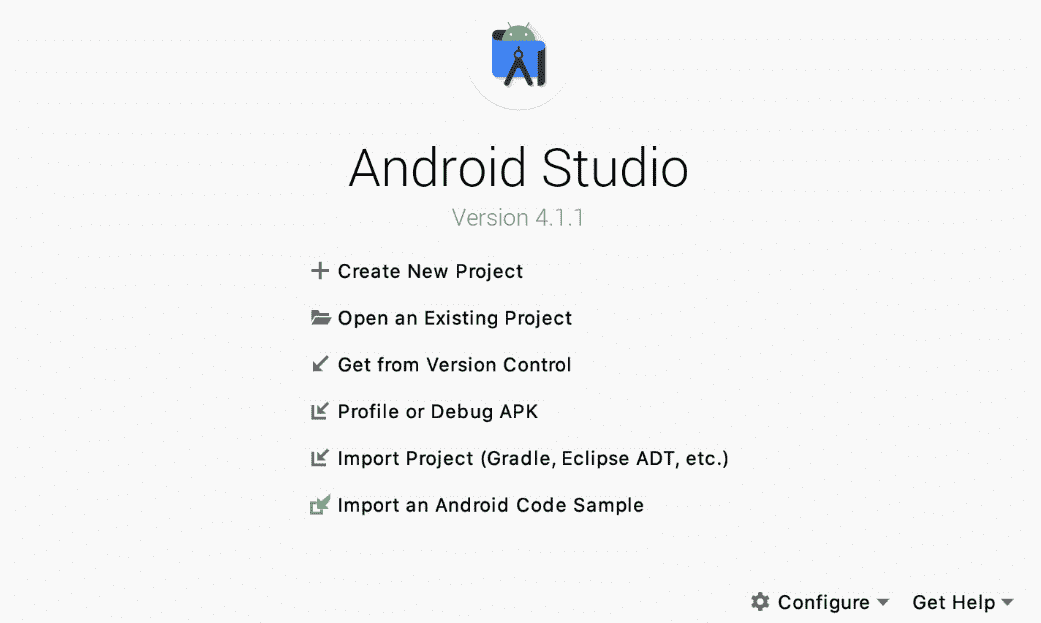 Android Studio
Version 4.1.1
Create New Project
Open an Existing Project
Get from Version Control
Profile or Debug APK
Import Project (Gradle, Eclipse ADT, etc.)
Import an Android Code Sample
Configure Get Help